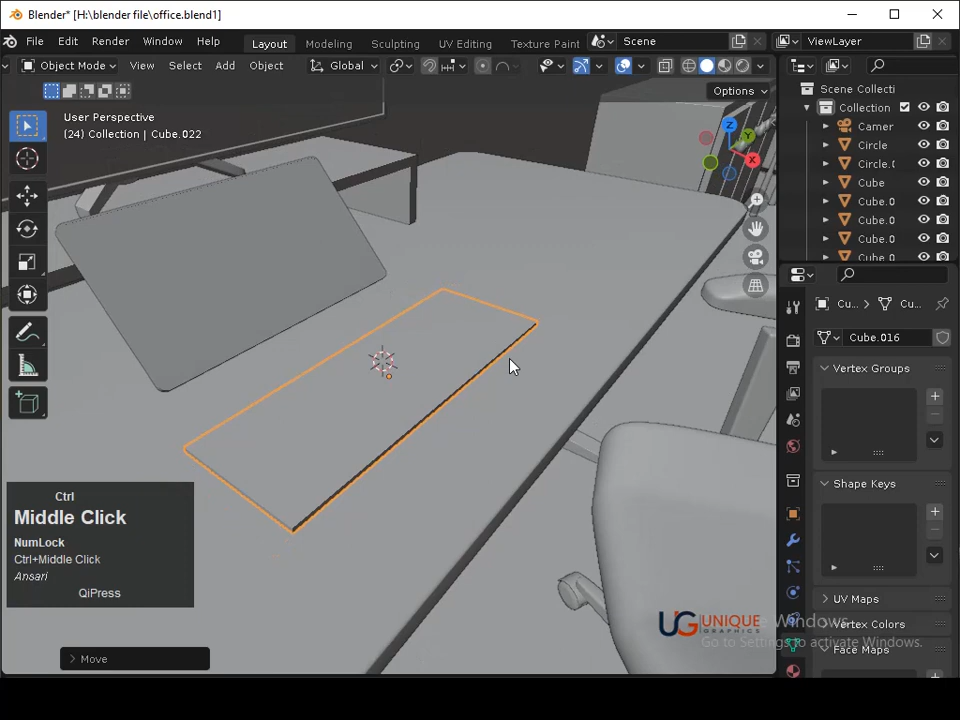 Blender* [H:\blender file\office.blend1]
File Edit Render Window Help Layout Modeling Sculpting UV Editing Texture Paint Scene ViewLayer
Object Mode View Select Add Object Global
Options
User Perspective
(24) Collection | Cube.022
Z
Y
X
Scene Collecti
Collection
Camer
Circle
Circle.(
Cube
Cube.0
Cube.0
Cube.0
Cube.0
Cu... Cu...
Cube.016
Vertex Groups
Shape Keys
UV Maps
Vertex Colors
Face Maps
Ctrl
Middle Click
NumLock
Ctrl+Middle Click
Ansari
QiPress
Move
UG UNIQUE
GRAPHICS
Windows
Go to Settings to activate Windows.